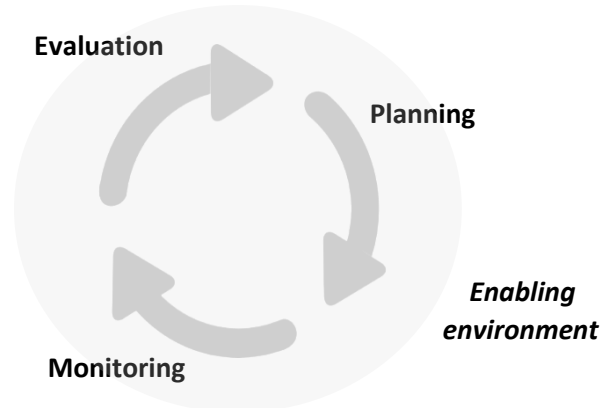 Evaluation
Planning
Enabling
environment
Monitoring